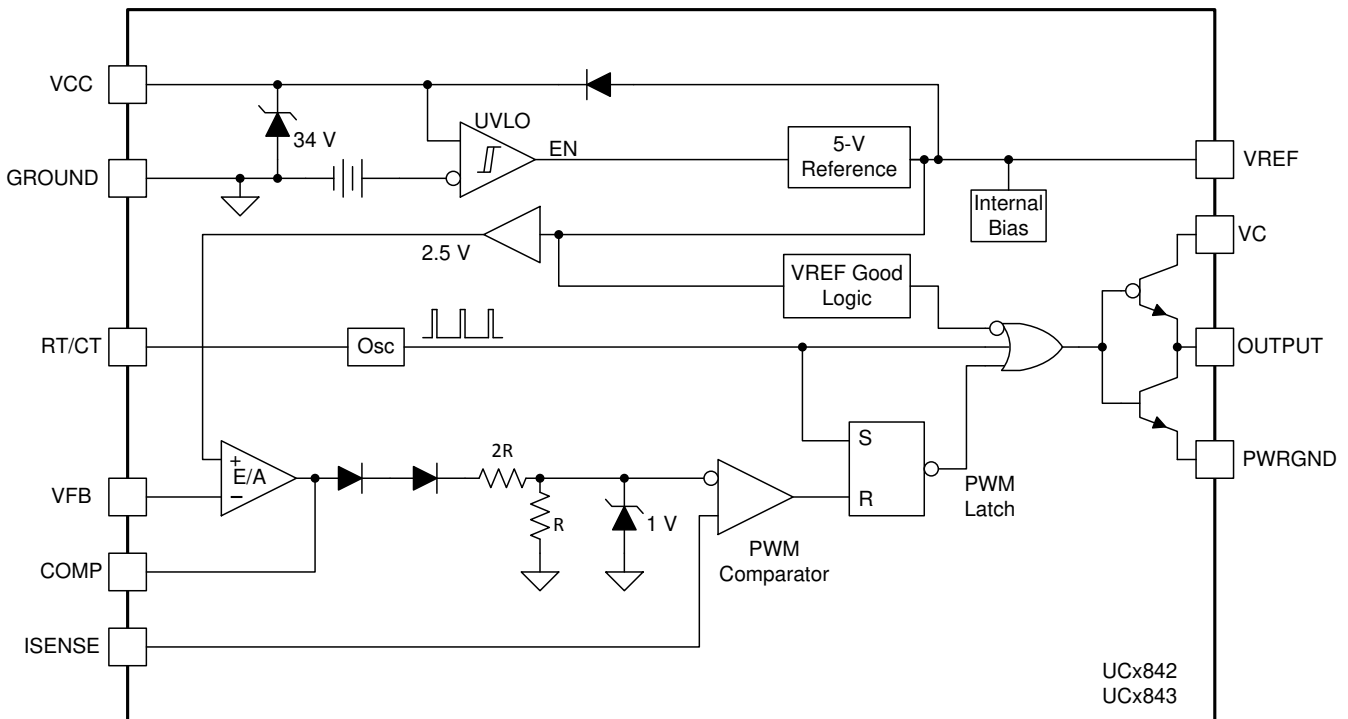 VCC
34 V
UVLO
EN
5-V
Reference
VREF
GROUND
Internal
Bias
VC
2.5 V
VREF Good
Logic
RT/CT
Osc
OUTPUT
S
R
PWM
Latch
PWRGND
+
E/A
−
2R
R
1 V
VFB
PWM
Comparator
COMP
ISENSE
UCx842
UCx843